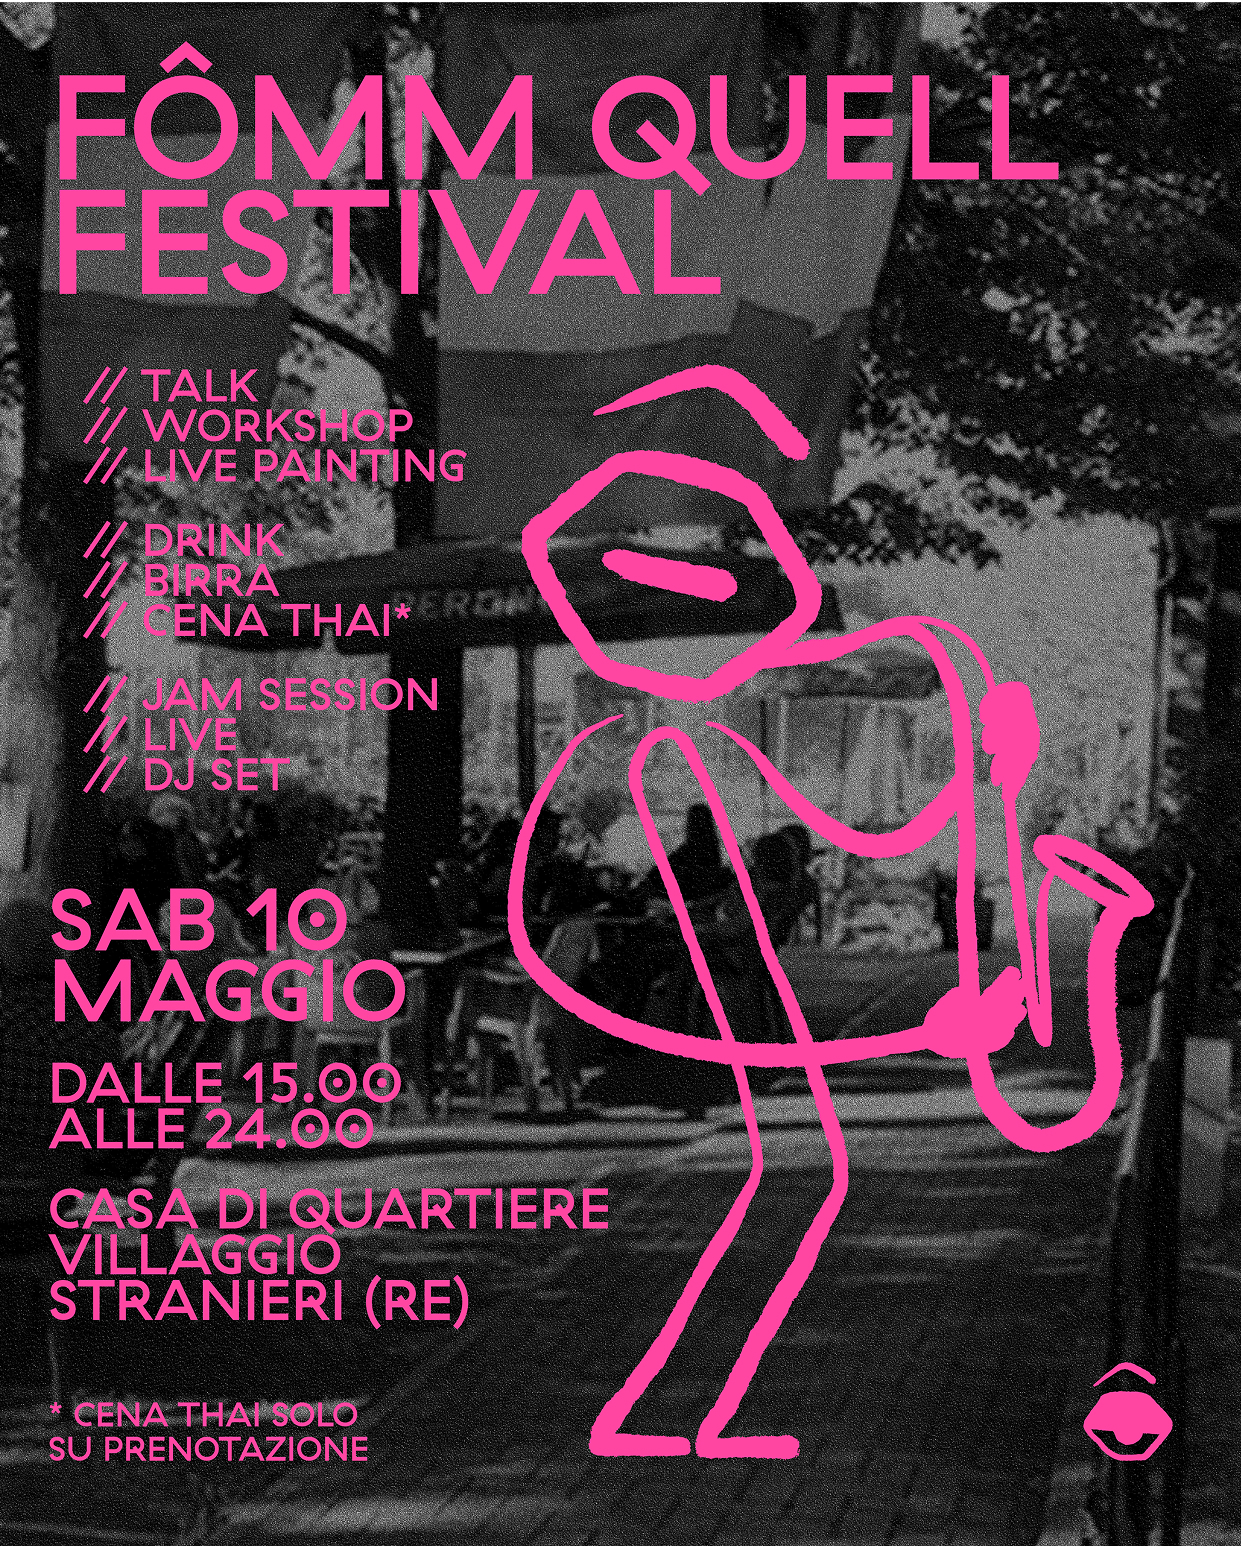 FÔMM QUELL
FESTIVAL
// TALK
// WORKSHOP
// LIVE PAINTING
// DRINK
// BIRRA
// CENA THAI*
// JAM SESSION
// LIVE
// DJ SET
SAB 10
MAGGIO
DALLE 15.00
ALLE 24.00
CASA DI QUARTIERE
VILLAGGIO
STRANIERI (RE)
* CENA THAI SOLO
SU PRENOTAZIONE